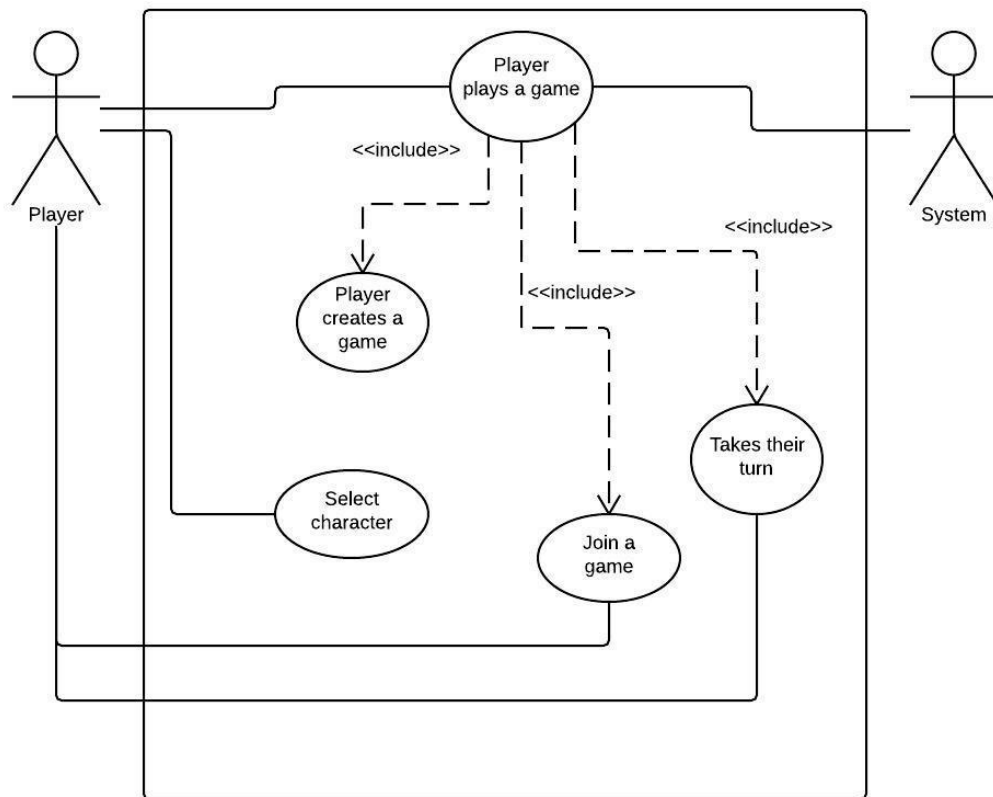 Player
plays a game
<<include>>
Player
System
<<include>>
<<include>>
Player
creates a
game
Takes their
turn
Select
character
Join a
game